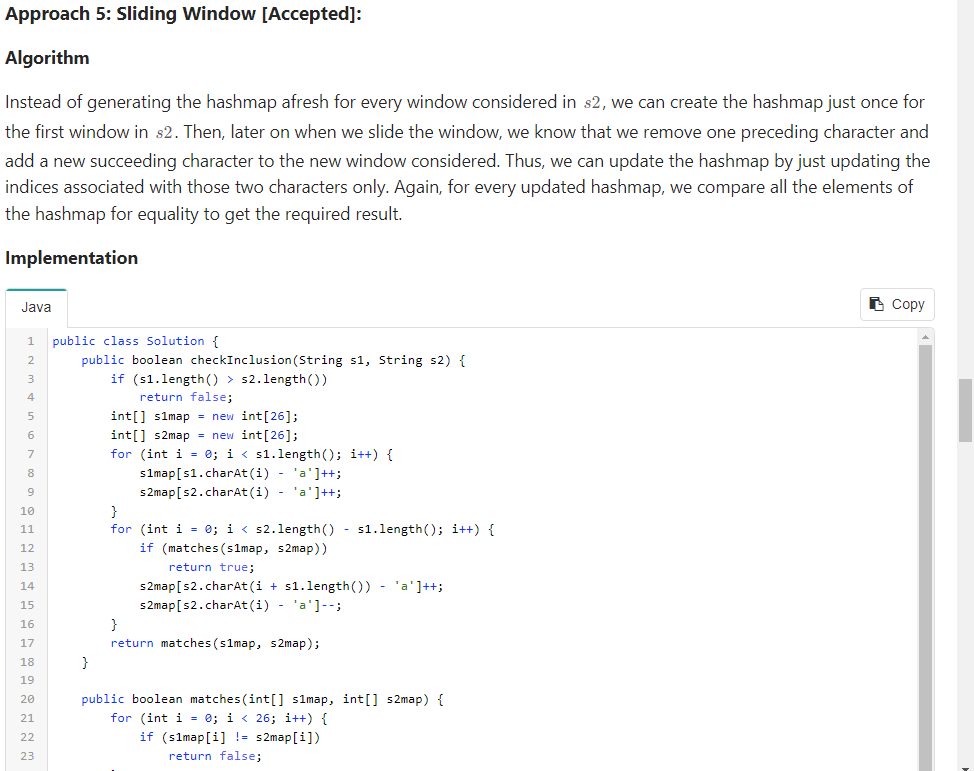 Approach 5: Sliding Window [Accepted]:
Algorithm
Instead of generating the hashmap afresh for every window considered in s2, we can create the hashmap just once for
the first window in s2. Then, later on when we slide the window, we know that we remove one preceding character and
add a new succeeding character to the new window considered. Thus, we can update the hashmap by just updating the
indices associated with those two characters only. Again, for every updated hashmap, we compare all the elements of
the hashmap for equality to get the required result.
Implementation
Java
Copy
1 public class Solution {
2     public boolean checkInclusion(String s1, String s2) {
3         if (s1.length() > s2.length())
4             return false;
5         int[] s1map = new int[26];
6         int[] s2map = new int[26];
7         for (int i = 0; i < s1.length(); i++) {
8             s1map[s1.charAt(i) - 'a']++;
9             s2map[s2.charAt(i) - 'a']++;
10         }
11         for (int i = 0; i < s2.length() - s1.length(); i++) {
12             if (matches(s1map, s2map))
13                 return true;
14             s2map[s2.charAt(i + s1.length()) - 'a']++;
15             s2map[s2.charAt(i) - 'a']--;
16         }
17         return matches(s1map, s2map);
18     }
19
20     public boolean matches(int[] s1map, int[] s2map) {
21         for (int i = 0; i < 26; i++) {
22             if (s1map[i] != s2map[i])
23                 return false;